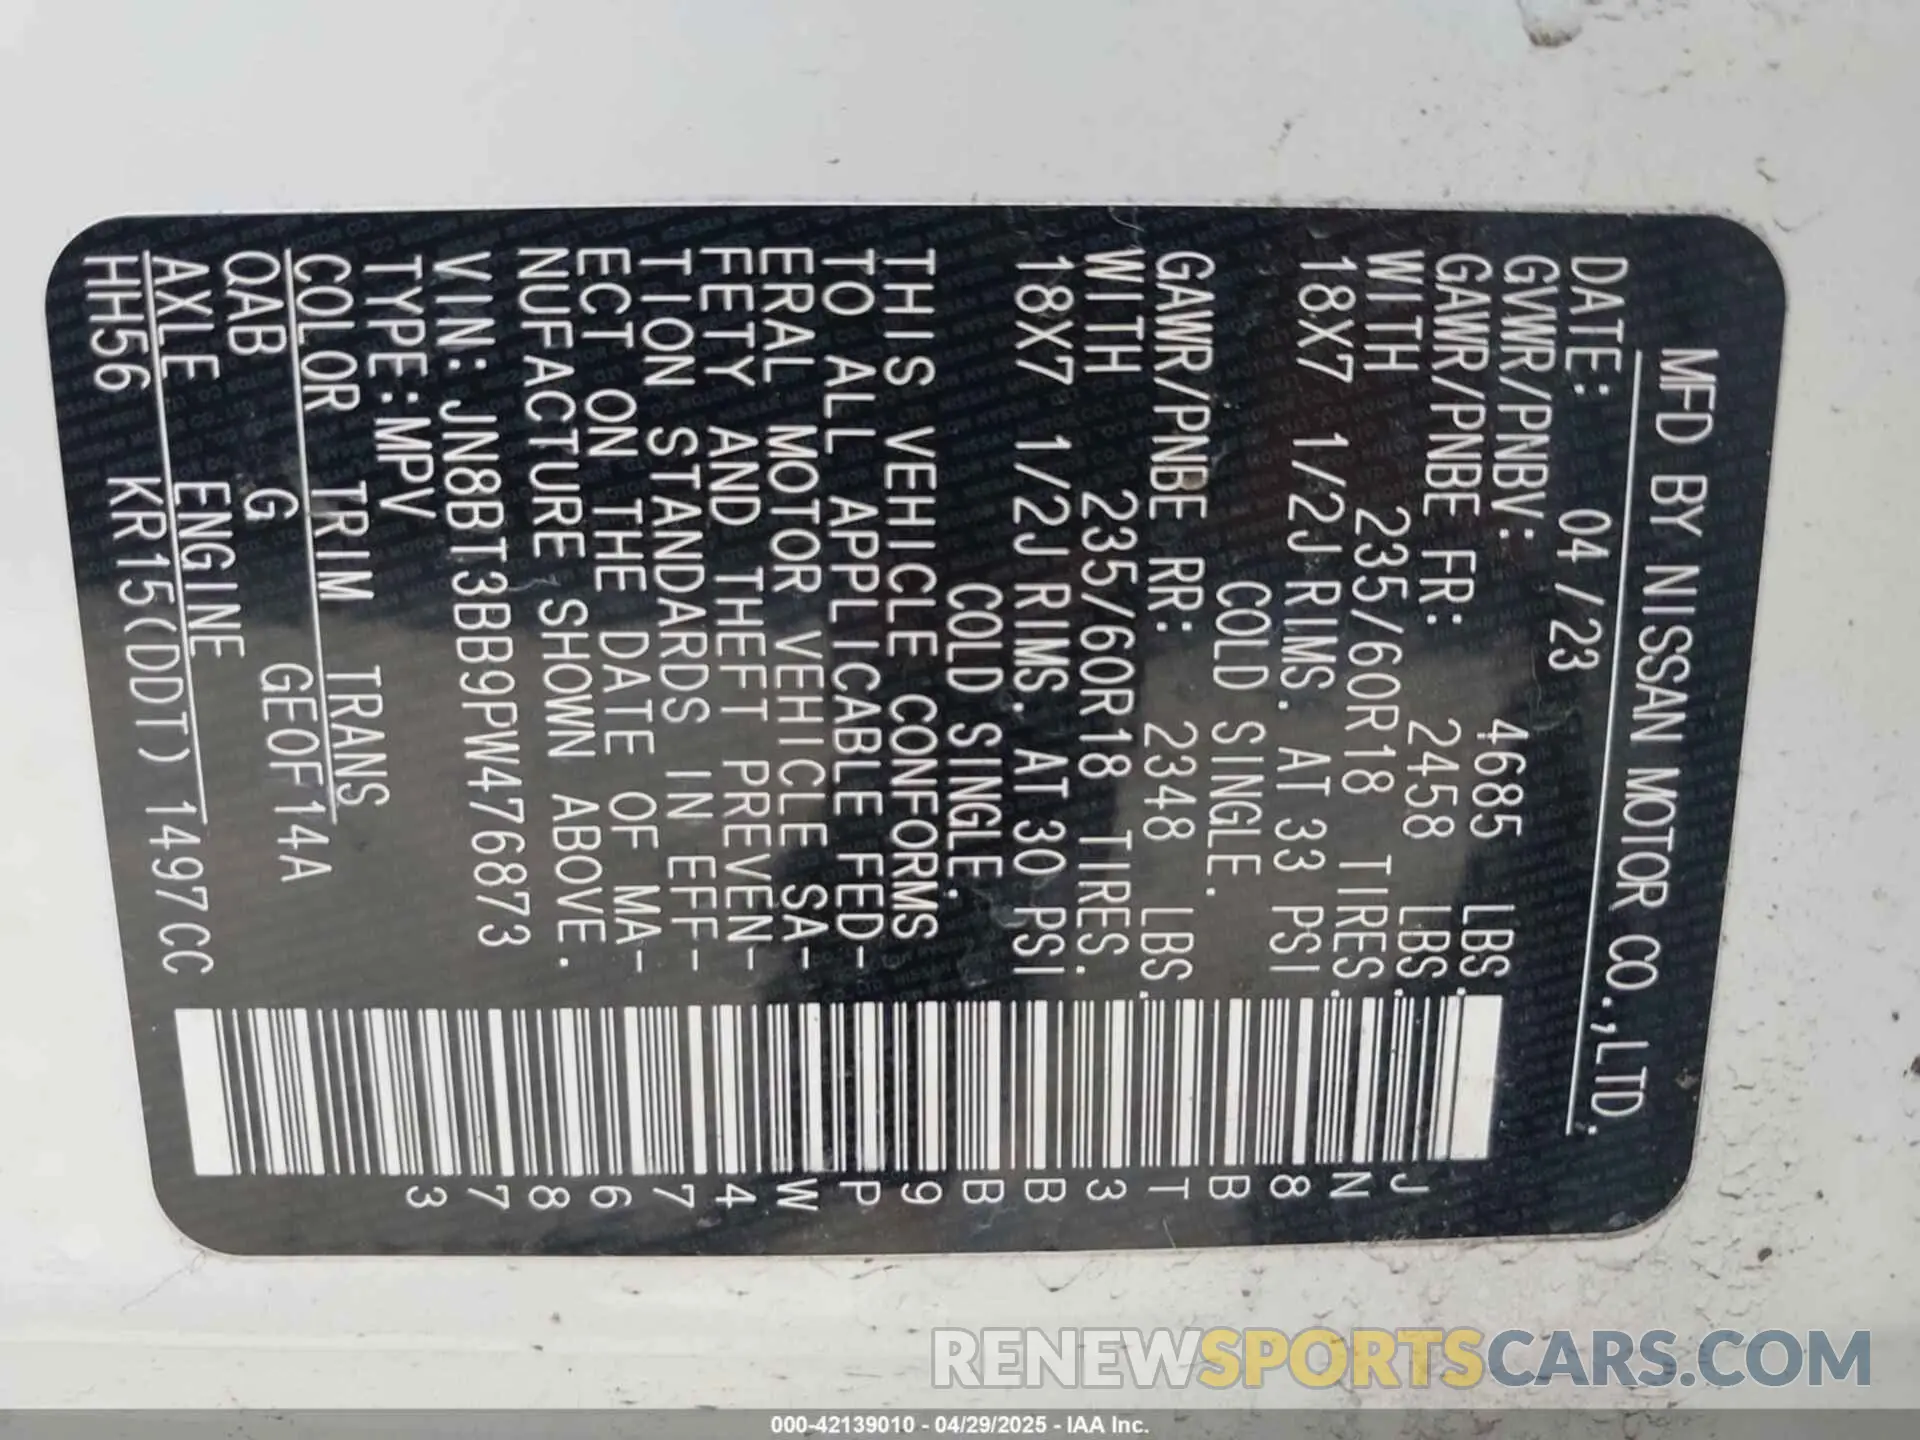 MFD BY NISSAN MOTOR CO.,LTD.
DATE: 04/23
GVWR/PNBV: 4685 LBS.
GAWR/PNBE FR: 2458 LBS.
WITH 235/60R18 TIRES.
18X7 1/2J RIMS. AT 33 PSI
COLD SINGLE.
GAWR/PNBE RR: 2348 LBS.
WITH 235/60R18 TIRES.
18X7 1/2J RIMS. AT 30 PSI
COLD SINGLE.
THIS VEHICLE CONFORMS
TO ALL APPLICABLE FED-
ERAL MOTOR VEHICLE SA-
FETY AND THEFT PREVEN-
TION STANDARDS IN EFF-
ECT ON THE DATE OF MA-
NUFACTURE SHOWN ABOVE.
VIN: JN8BT3BB9PW476873
TYPE:MPV
COLOR TRIM TRANS
QAB G GE0F14A
AXLE ENGINE
HH56 KR15(DDT) 1497CC
JN8BT3BB9PW476873
RENEWSPORTSCARS.COM
000-42139010 - 04/29/2025 - IAA Inc.